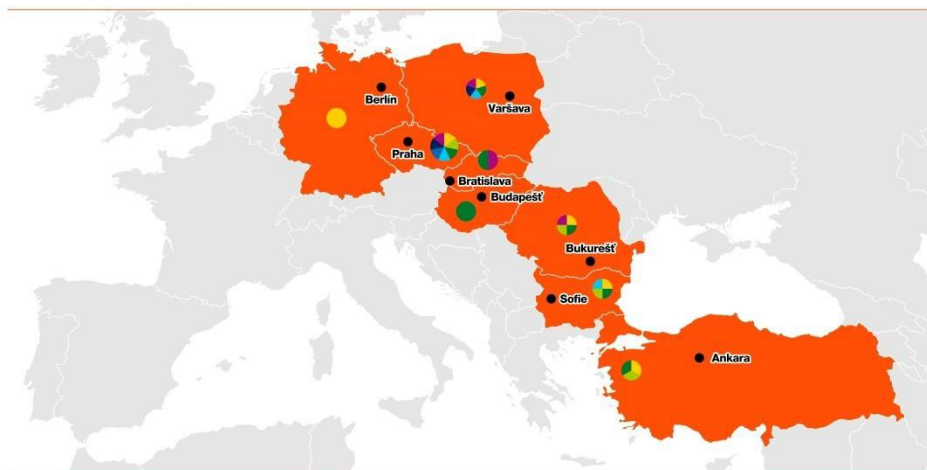 Berlín
Varšava
Praha
Bratislava
Budapešť
Bukurešť
Sofie
Ankara